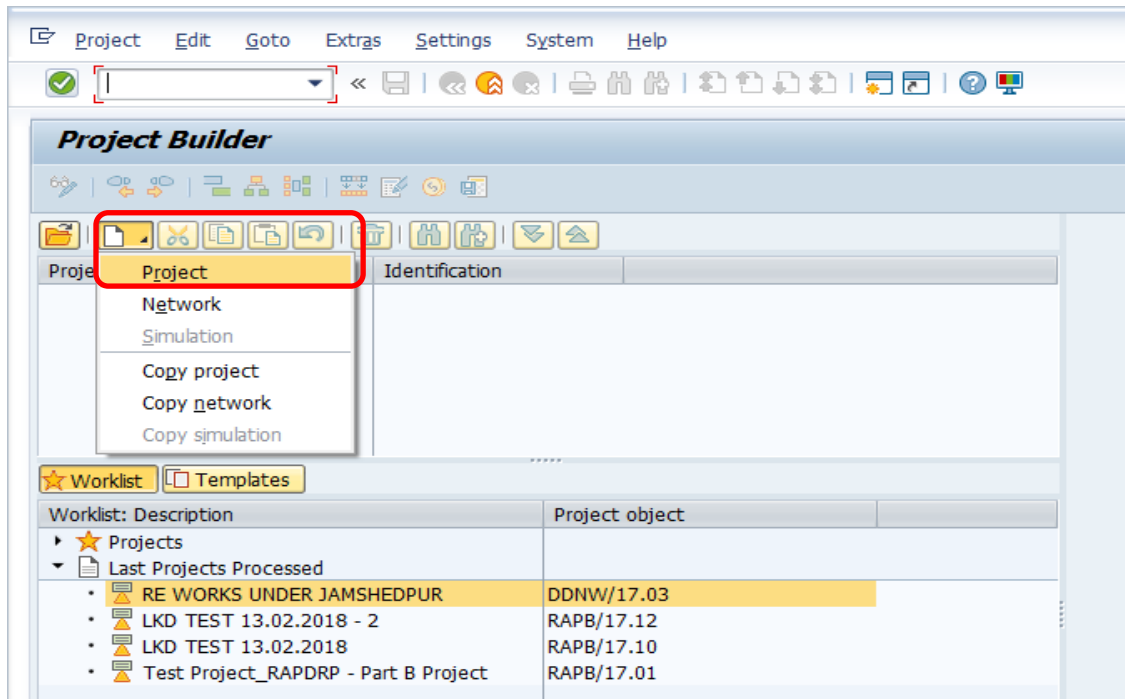 Project Edit Goto Extras Settings System Help
Project Builder
Proje Identification
Project
Network
Simulation
Copy project
Copy network
Copy simulation
Worklist Templates
Worklist: Description Project object
Projects
Last Projects Processed
RE WORKS UNDER JAMSHEDPUR DDNW/17.03
LKD TEST 13.02.2018 - 2 RAPB/17.12
LKD TEST 13.02.2018 RAPB/17.10
Test Project_RAPDRP - Part B Project RAPB/17.01